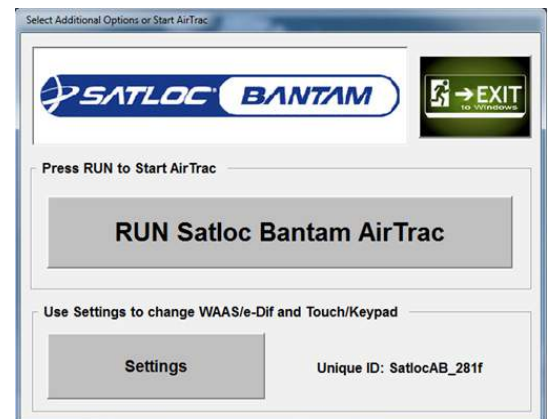 Select Additional Options or Start AirTrac
SATLOC BANTAM
EXIT
to Windows
Press RUN to Start AirTrac
RUN Satloc Bantam AirTrac
Use Settings to change WAAS/e-Dif and Touch/Keypad
Settings
Unique ID: SatlocAB_281f